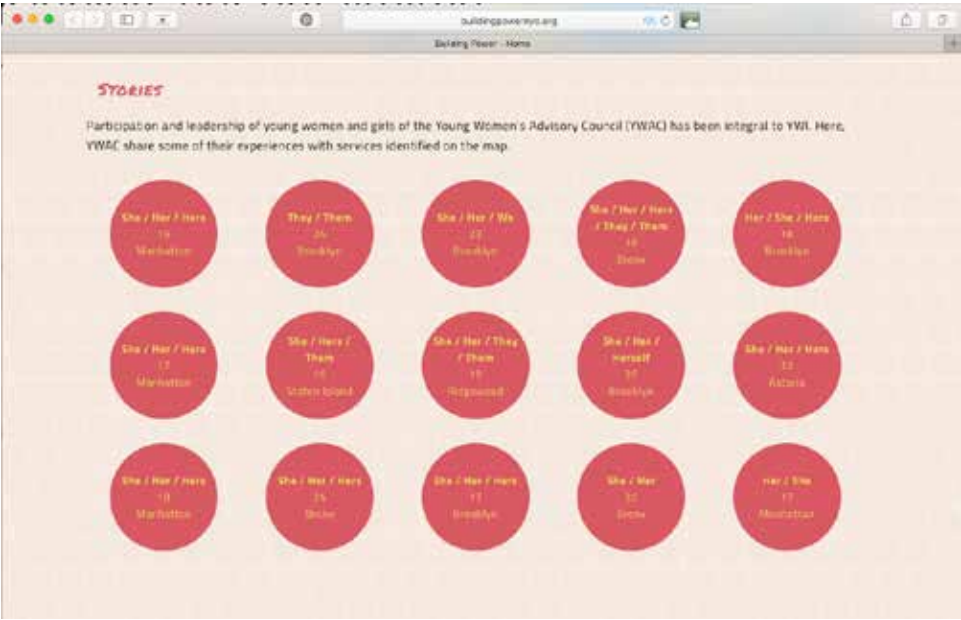 buildingpowernyc.org
Building Power - Home
STORIES
Participation and leadership of young women and girls of the Young Women's Advisory Council (YWAC) has been integral to YWI. Here,
YWAC share some of their experiences with services identified on the map.
She / Her / Hers
Manhattan
They / Them
Brooklyn
She / Her / We
Brooklyn
She / Her / Hers
/ They / Them
Bronx
Her / She / Hers
Brooklyn
She / Her / Hers
17
Manhattan
She / Hers /
Them
Staten Island
She / Her / They
/ Them
Ridgewood
She / Her /
Herself
Brooklyn
She / Her / Hers
Astoria
She / Her / Hers
Manhattan
She / Her / Hers
Bronx
She / Her / Hers
17
Brooklyn
She / Her
Bronx
Her / She
17
Manhattan